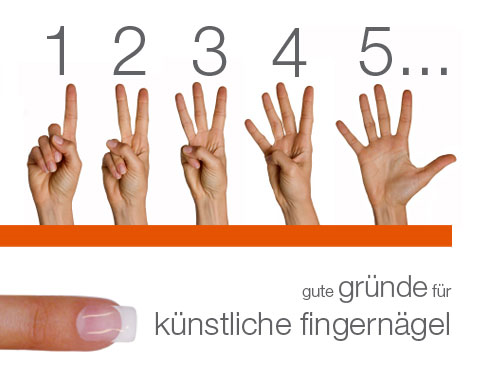 1 2 3 4 5...
gute gründe für
künstliche fingernägel